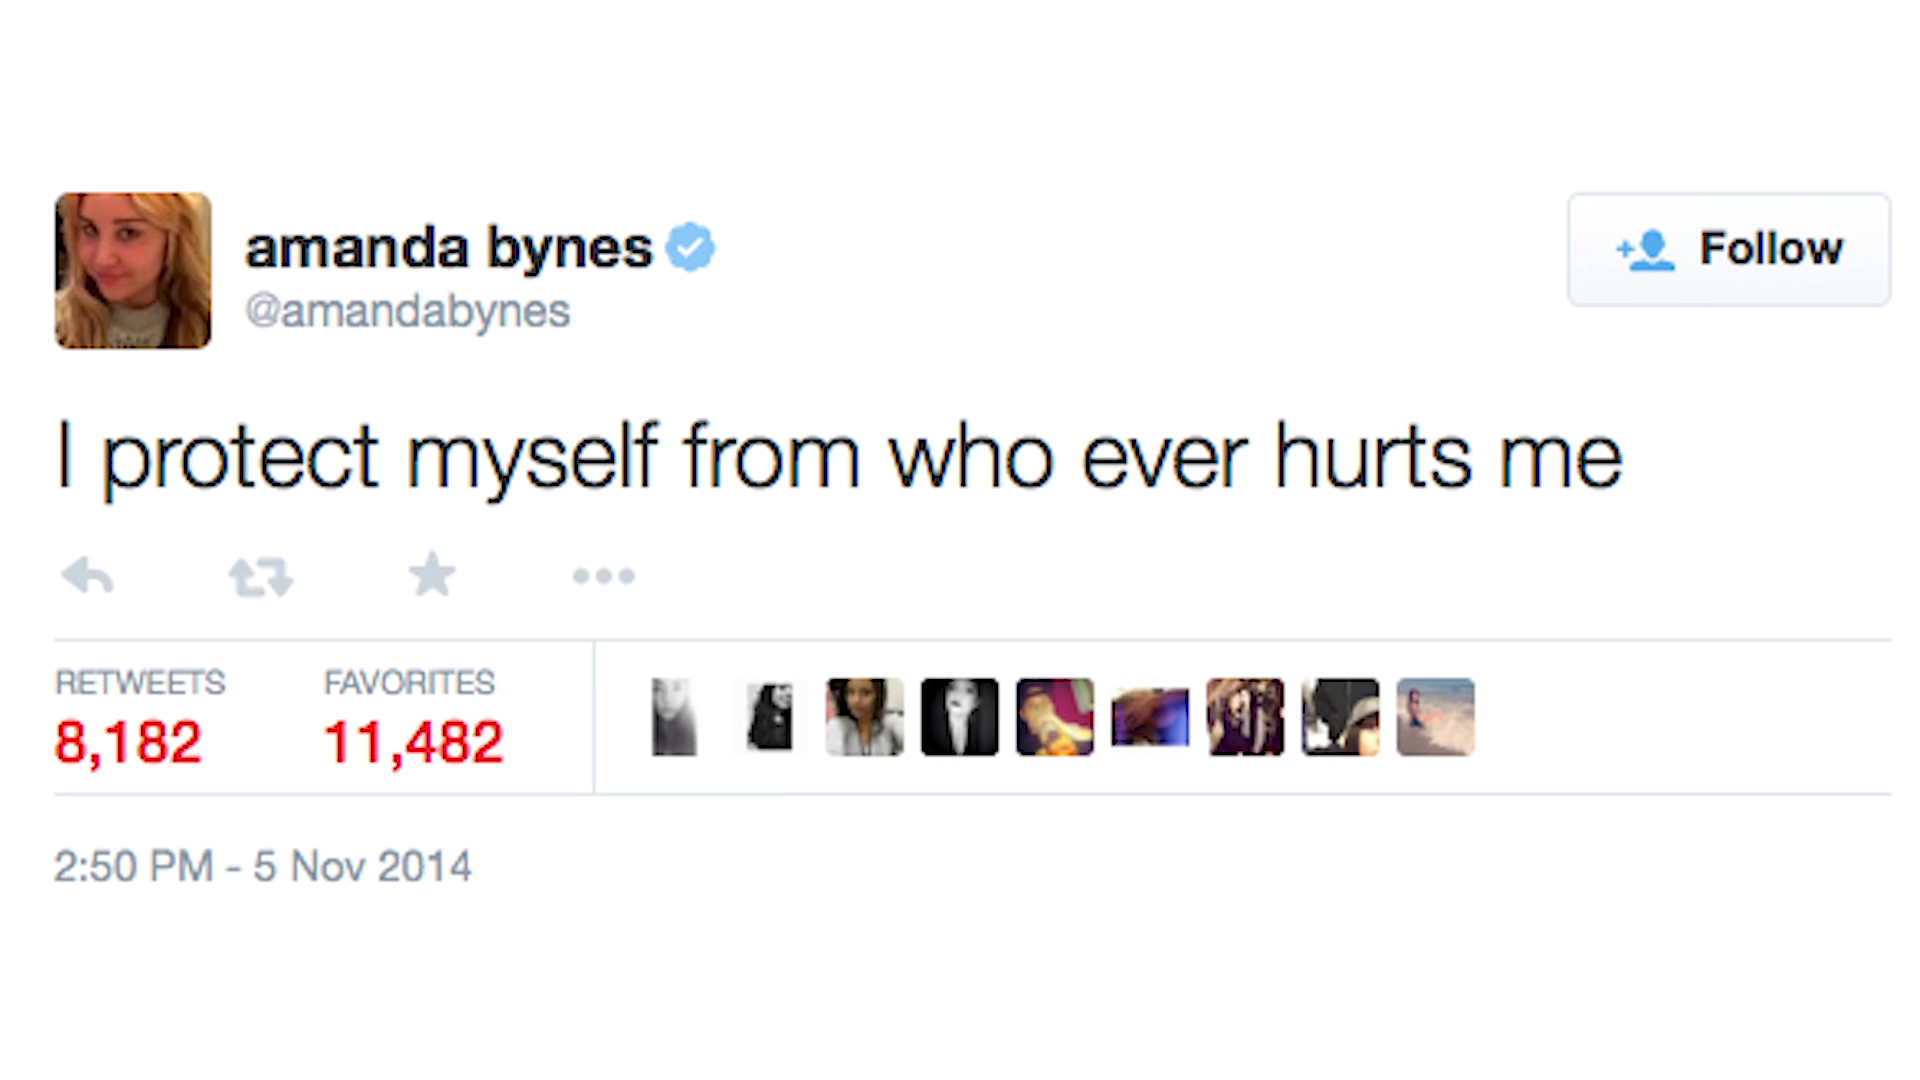 amanda bynes
@amandabynes
Follow
I protect myself from who ever hurts me
RETWEETS FAVORITES
8,182 11,482
2:50 PM - 5 Nov 2014